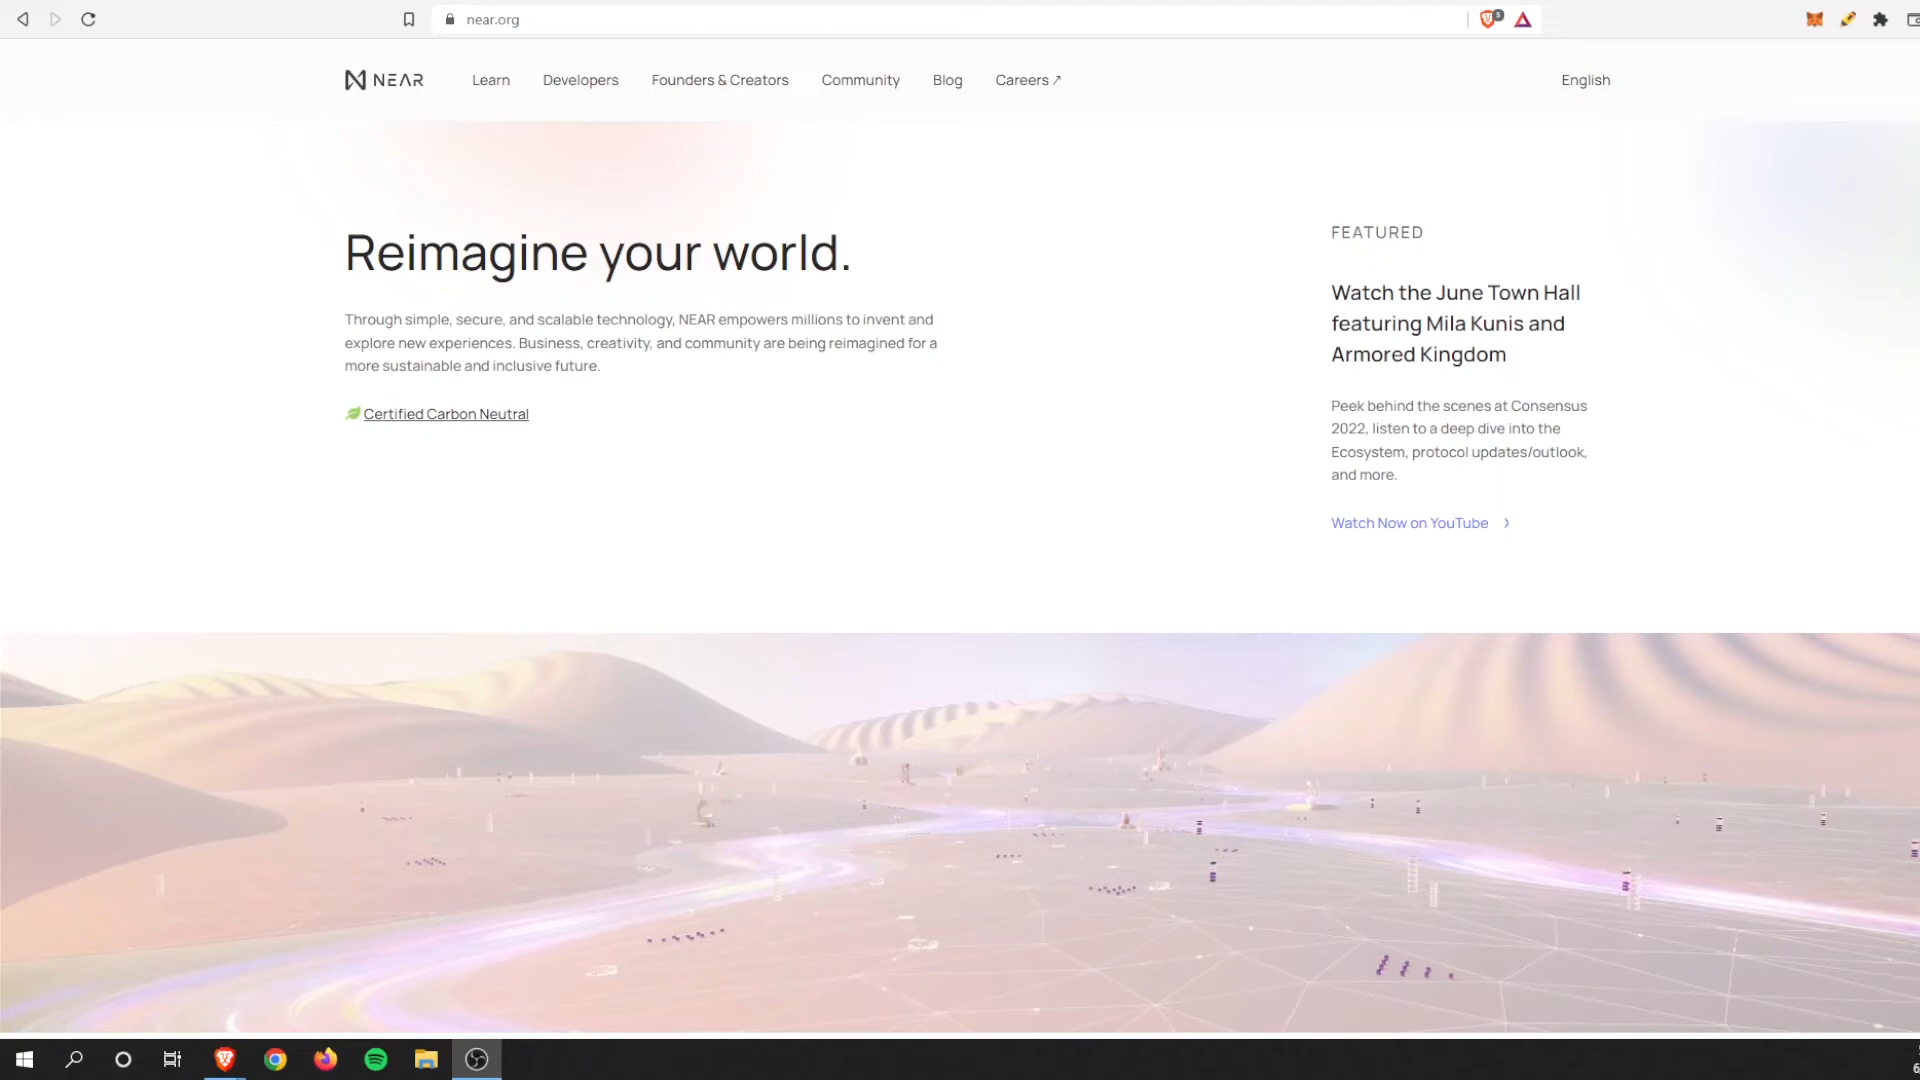 near.org
5
NEAR
Learn
Developers
Founders & Creators
Community
Blog
Careers ↗
English
Reimagine your world.
Through simple, secure, and scalable technology, NEAR empowers millions to invent and
explore new experiences. Business, creativity, and community are being reimagined for a
more sustainable and inclusive future.
Certified Carbon Neutral
FEATURED
Watch the June Town Hall
featuring Mila Kunis and
Armored Kingdom
Peek behind the scenes at Consensus
2022, listen to a deep dive into the
Ecosystem, protocol updates/outlook,
and more.
Watch Now on YouTube